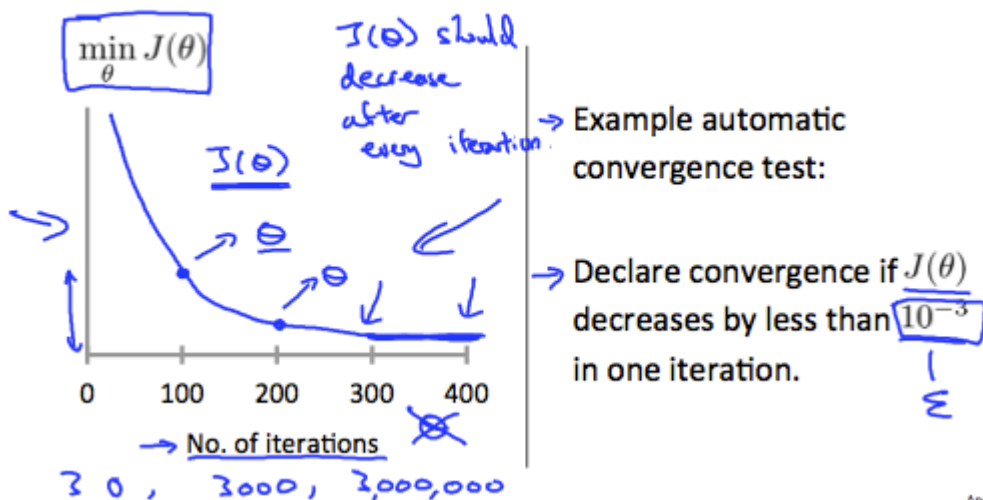 min J(θ)
θ
J(θ) should
decrease
after
every iteration.
J(θ)
θ
θ
0 100 200 300 400
→ No. of iterations
30, 3000, 3,000,000
→ Example automatic
convergence test:
→ Declare convergence if J(θ)
decreases by less than 10⁻³
in one iteration.
ε